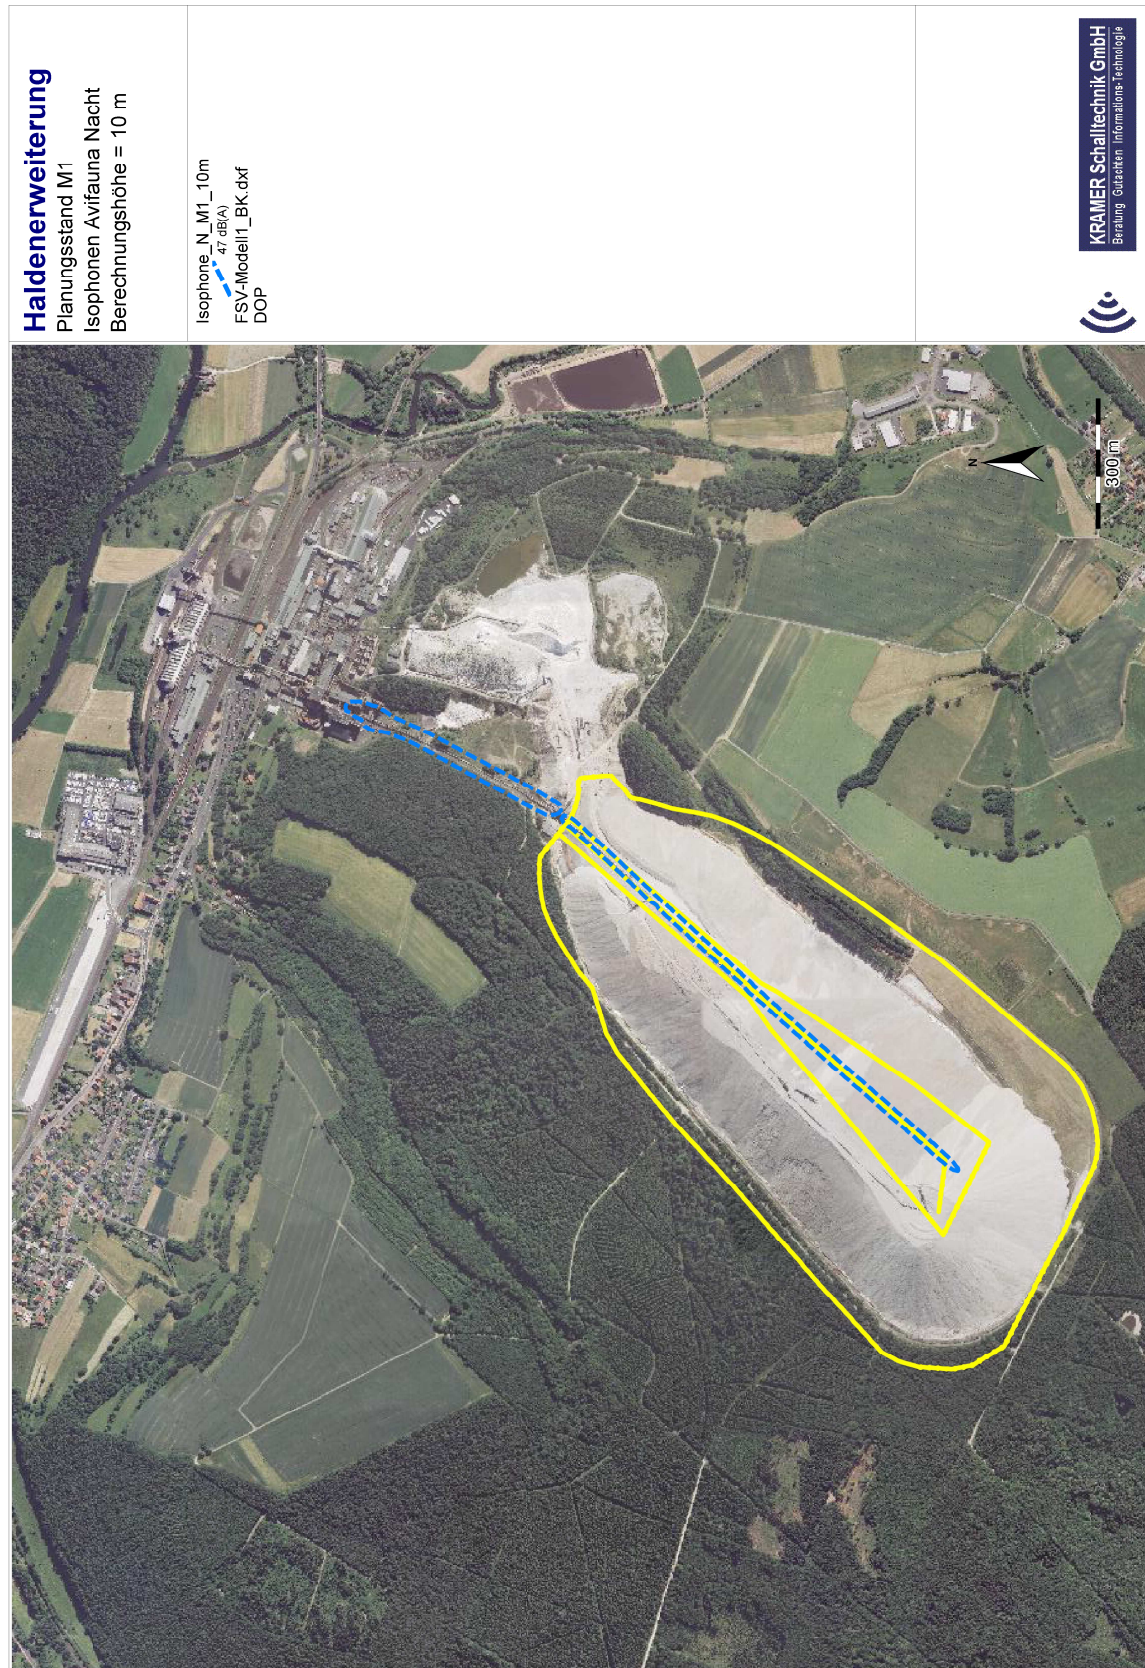 Haldenerweiterung
Planungsstand M1
Isophonen Avifauna Nacht
Berechnungshöhe = 10 m
Isophone_N_M1_10m
47 dB(A)
FSV-Modell1_BK.dxf
DOP
KRAMER Schalltechnik GmbH
Beratung Gutachten Informations-Technologie
N
300 m